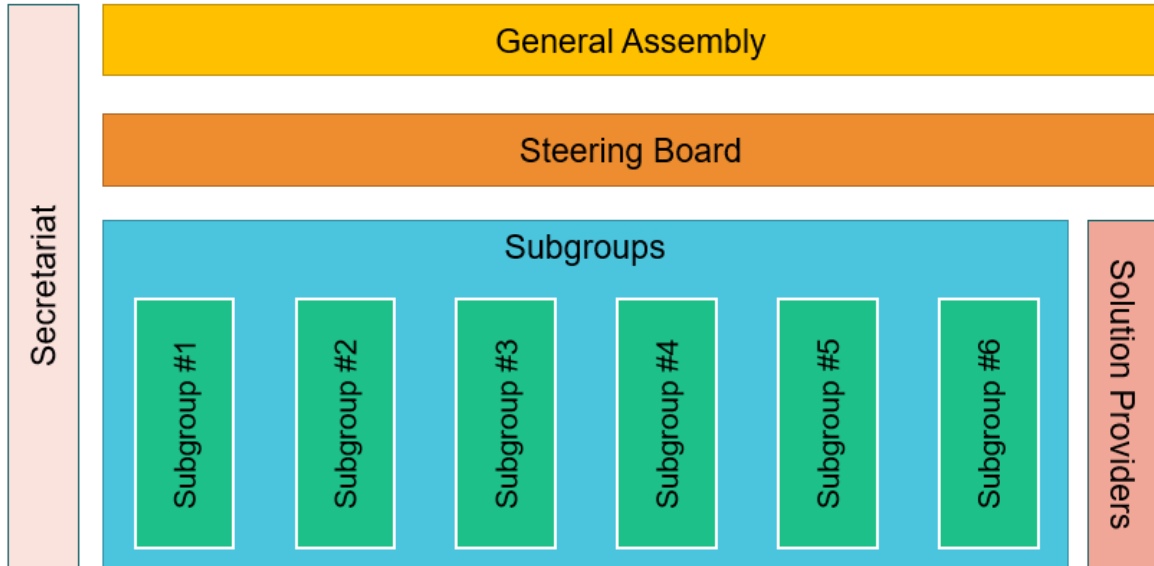 Secretariat
General Assembly
Steering Board
Subgroups
Subgroup #1
Subgroup #2
Subgroup #3
Subgroup #4
Subgroup #5
Subgroup #6
Solution Providers